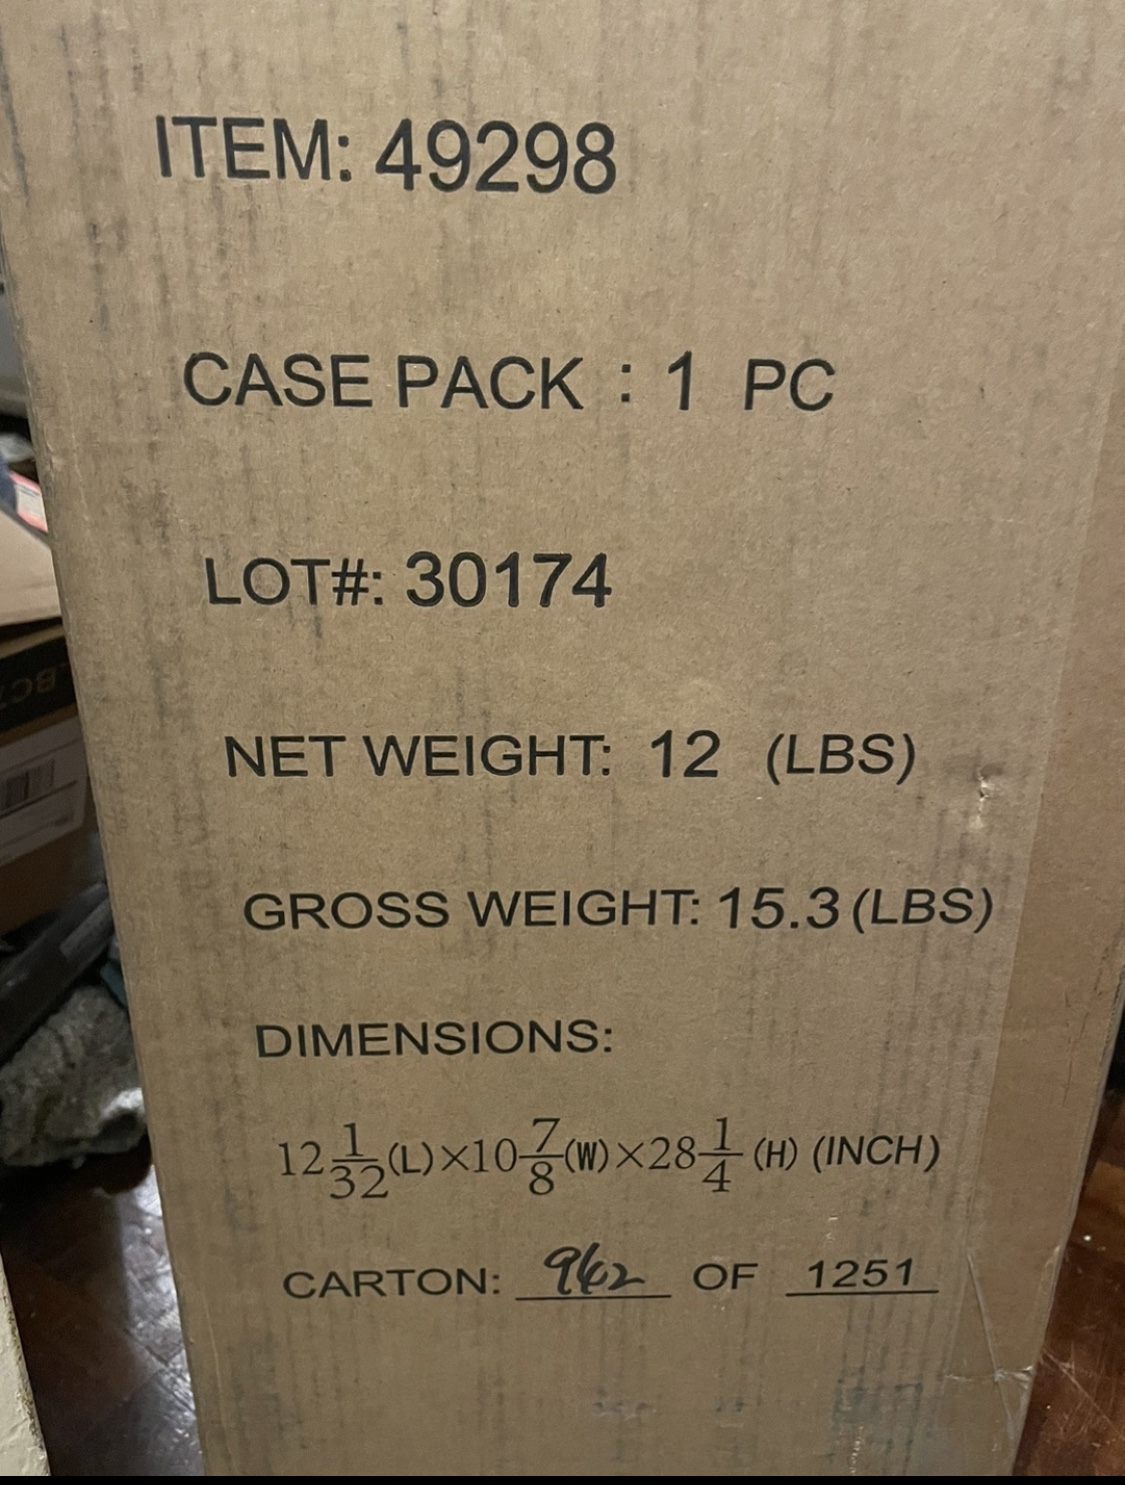 ITEM: 49298
CASE PACK : 1 PC
LOT#: 30174
NET WEIGHT: 12 (LBS)
GROSS WEIGHT: 15.3 (LBS)
DIMENSIONS:
12 1/32 (L)×10 7/8 (W)×28 1/4 (H) (INCH)
CARTON: 962 OF 1251